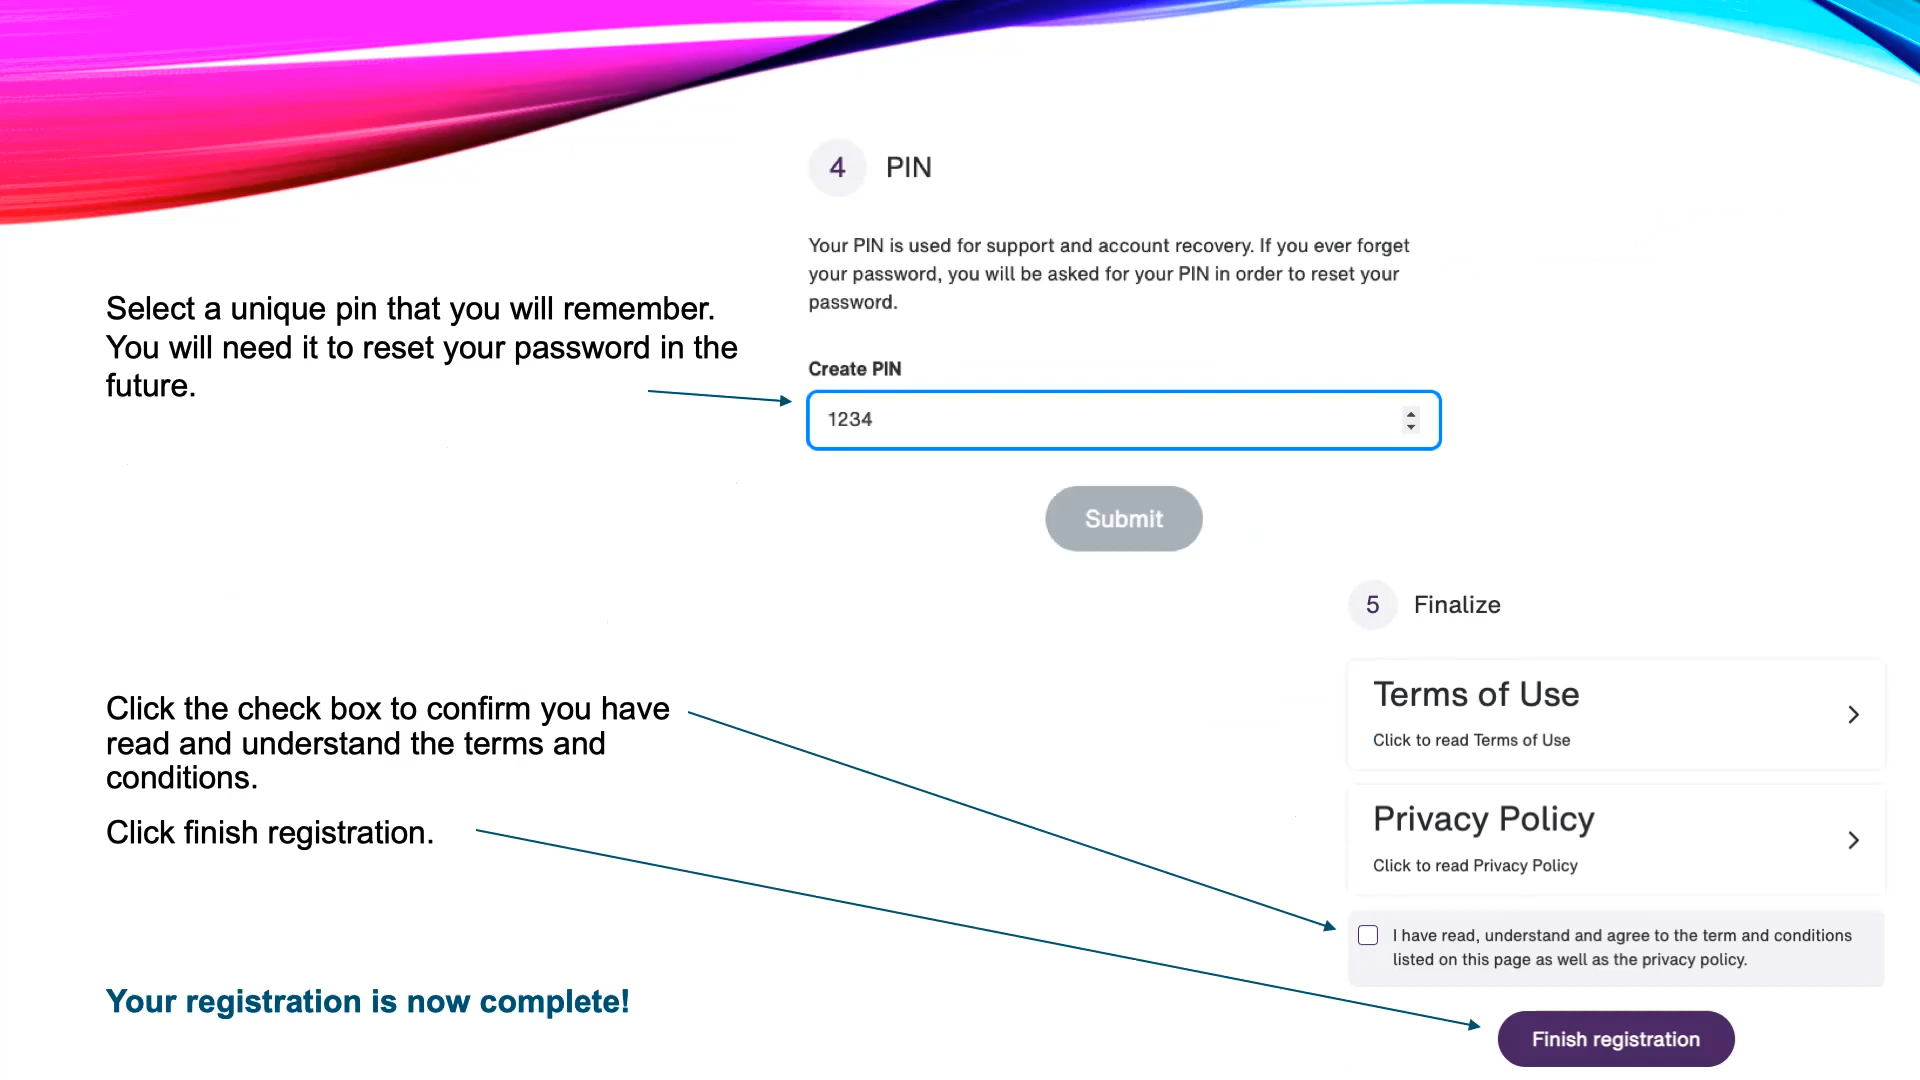 4 PIN
Your PIN is used for support and account recovery. If you ever forget
your password, you will be asked for your PIN in order to reset your
password.
Select a unique pin that you will remember.
You will need it to reset your password in the
future.
Create PIN
1234
Submit
5 Finalize
Terms of Use
Click to read Terms of Use
Click the check box to confirm you have
read and understand the terms and
conditions.
Click finish registration.
Privacy Policy
Click to read Privacy Policy
I have read, understand and agree to the term and conditions
listed on this page as well as the privacy policy.
Your registration is now complete!
Finish registration